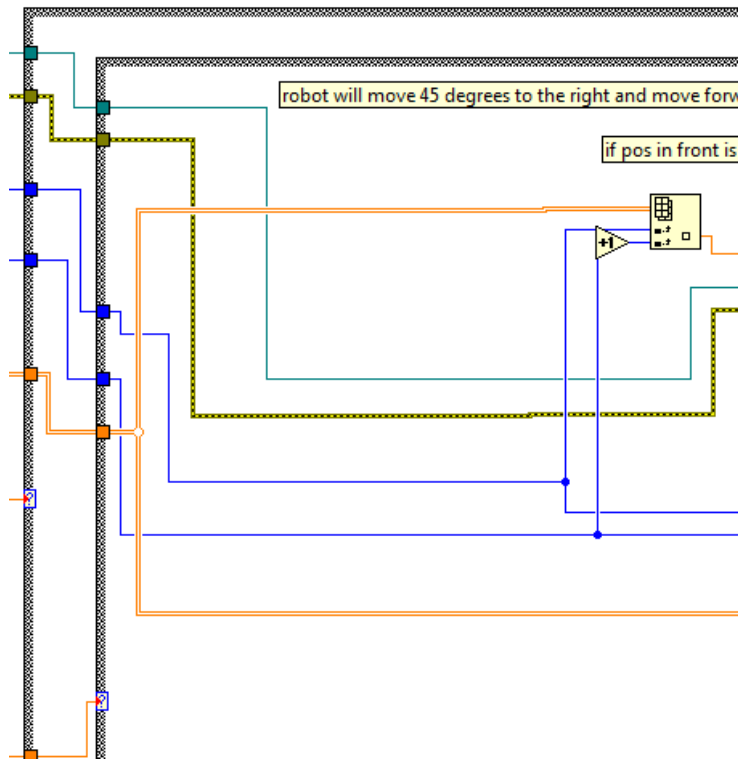 robot will move 45 degrees to the right and move forw
if pos in front is
+1
?
?